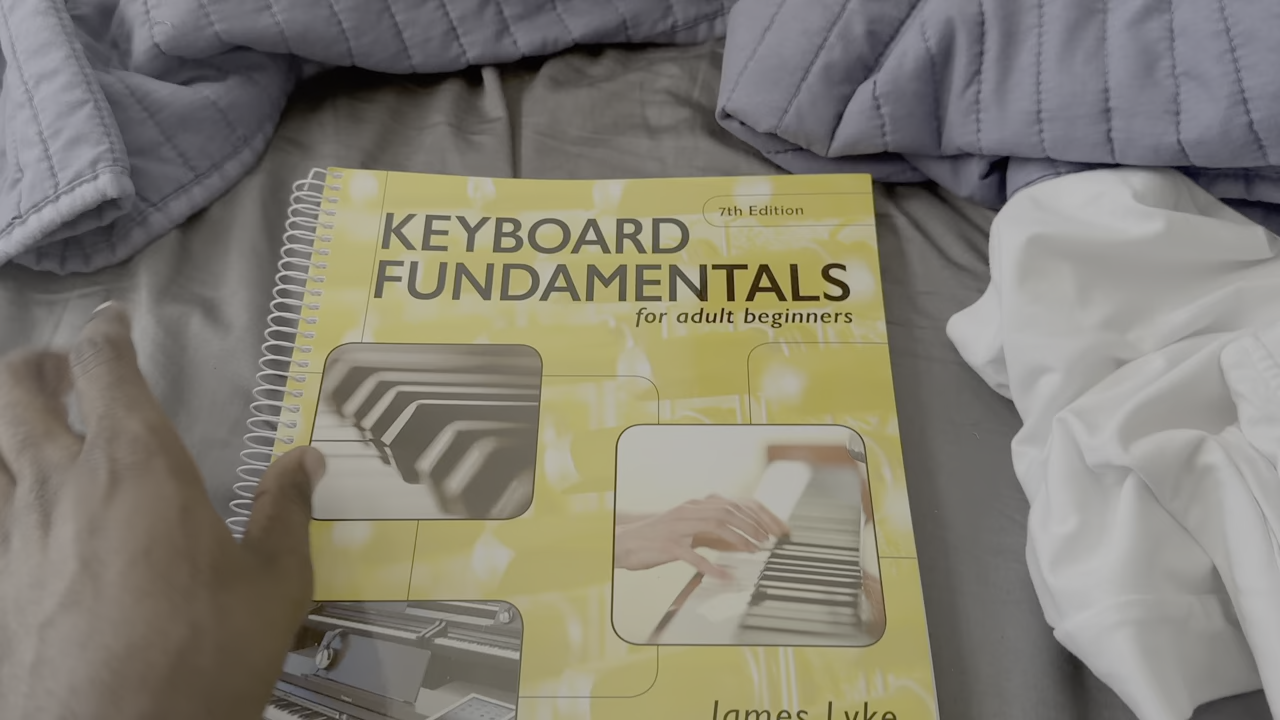 7th Edition
KEYBOARD
FUNDAMENTALS
for adult beginners
James Lyke